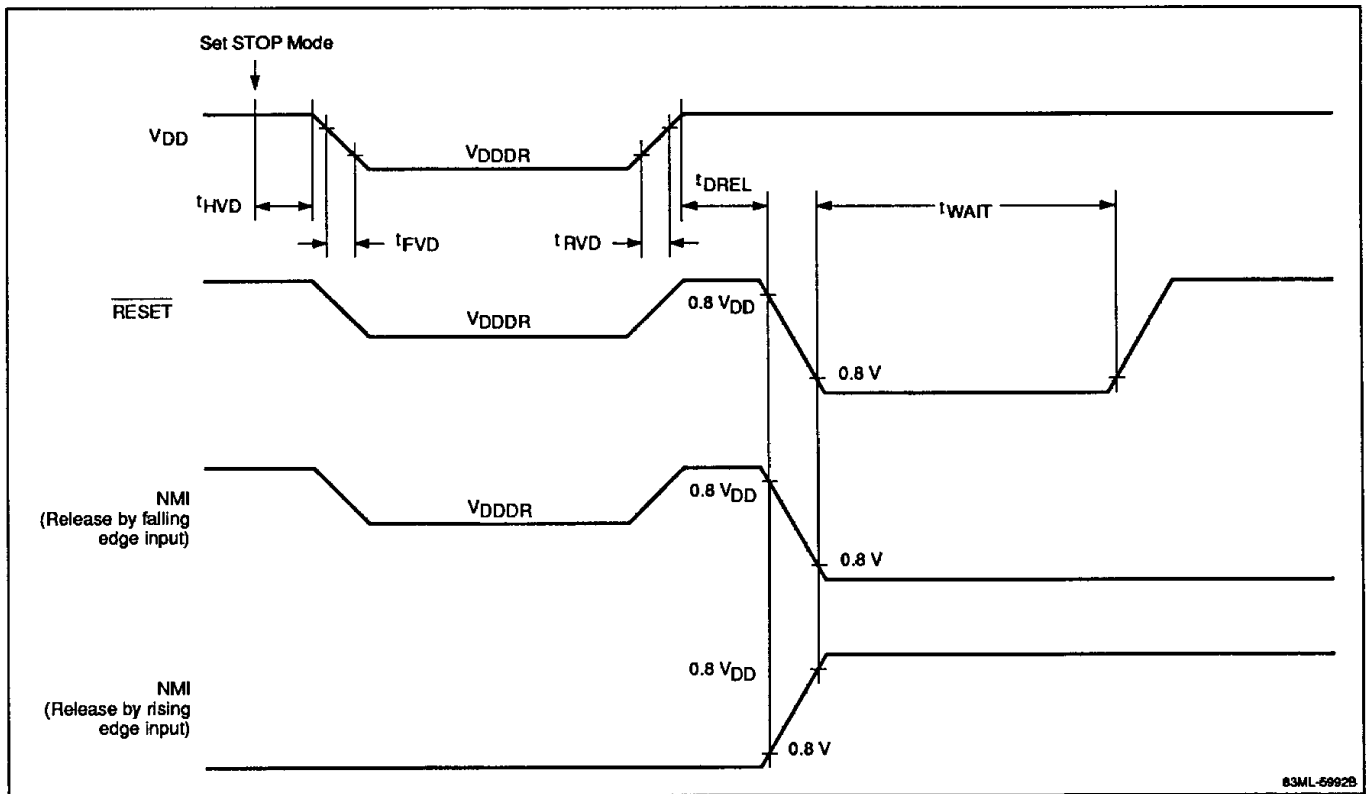 Set STOP Mode
VDD
VDDDR
tHVD
tFVD
tRVD
tDREL
tWAIT
RESET
VDDDR
0.8 VDD
0.8 V
NMI
(Release by falling
edge input)
VDDDR
0.8 VDD
0.8 V
NMI
(Release by rising
edge input)
0.8 VDD
0.8 V
83ML-5992B